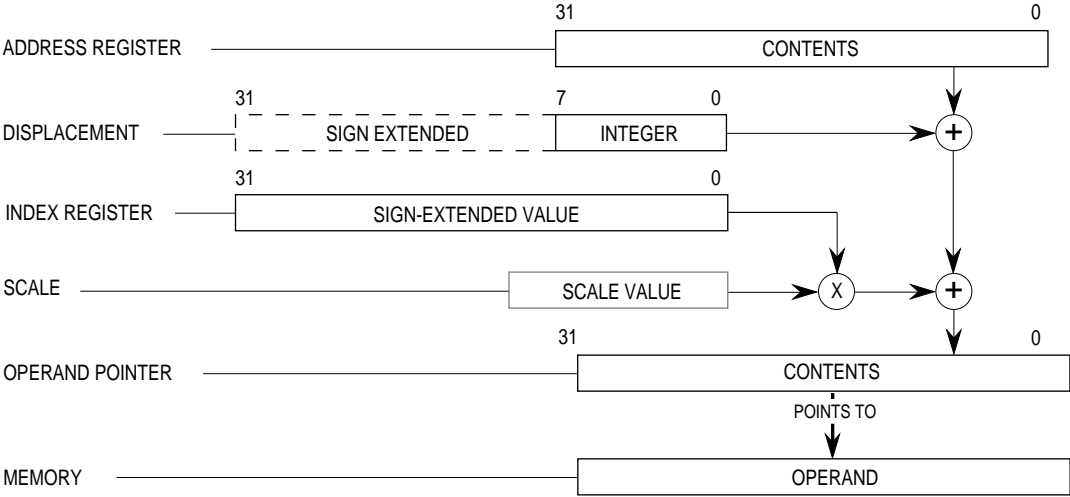 31 0
ADDRESS REGISTER CONTENTS
31 7 0
DISPLACEMENT SIGN EXTENDED INTEGER +
31 0
INDEX REGISTER SIGN-EXTENDED VALUE
SCALE SCALE VALUE X +
31 0
OPERAND POINTER CONTENTS
POINTS TO
MEMORY OPERAND